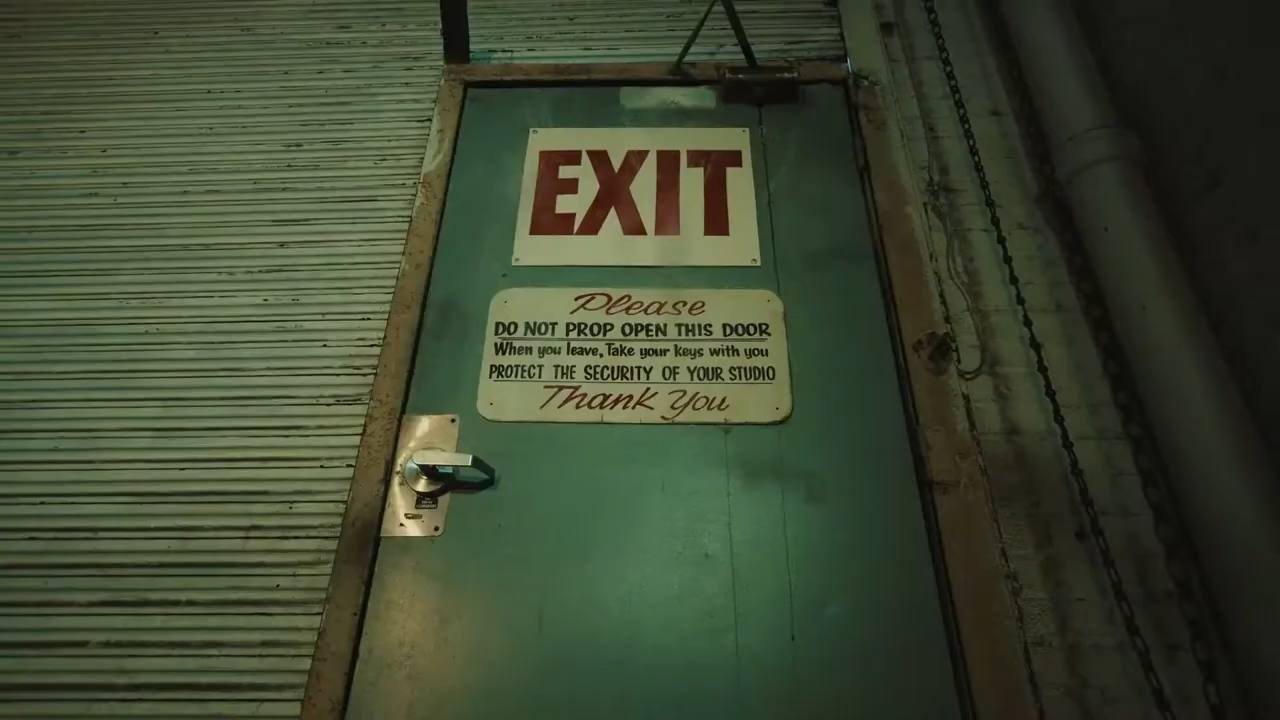 EXIT
Please
DO NOT PROP OPEN THIS DOOR
When you leave, Take your keys with you
PROTECT THE SECURITY OF YOUR STUDIO
Thank You